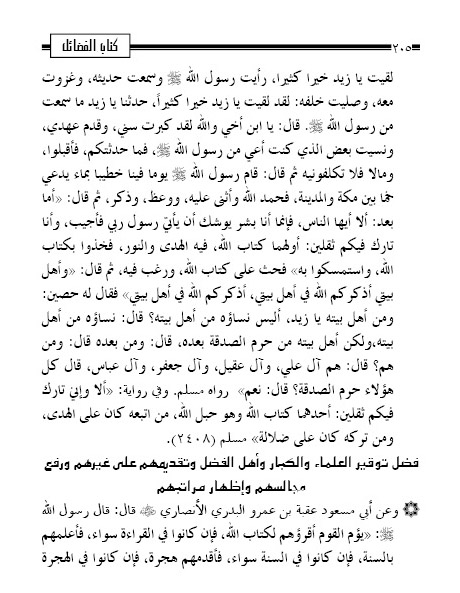 ٢٠٥ كتاب الفضائل
لقيت يا زيد خيرا كثيرا، رأيت رسول الله ﷺ وسمعت حديثه، وغزوت
معه، وصليت خلفه: لقد لقيت يا زيد خيرا كثيراً، حدثنا يا زيد ما سمعت
من رسول الله ﷺ. قال: يا ابن أخي والله لقد كبرت سني، وقدم عهدي،
ونسيت بعض الذي كنت أعي من رسول الله ﷺ، فما حدثتكم، فأقبلوا،
ومالا فلا تكلفونيه ثم قال: قام رسول الله ﷺ يوما فينا خطيبا بماء يدعي
خما بين مكة والمدينة، فحمد الله وأثنى عليه، ووعظ، وذكر، ثم قال: «أما
بعد: ألا أيها الناس، فإنما أنا بشر يوشك أن يأتي رسول ربي فأجيب، وأنا
تارك فيكم ثقلين: أولهما كتاب الله، فيه الهدى والنور، فخذوا بكتاب
الله، واستمسكوا به» فحث على كتاب الله، ورغب فيه، ثم قال: «وأهل
بيتي أذكركم الله في أهل بيتي، أذكركم الله في أهل بيتي» فقال له حصين:
ومن أهل بيته يا زيد، أليس نساؤه من أهل بيته؟ قال: نساؤه من أهل
بيته،ولكن أهل بيته من حرم الصدقة بعده، قال: ومن بعده قال: ومن
هم؟ قال: هم آل علي، وآل عقيل، وآل جعفر، وآل عباس، قال كل
هؤلاء حرم الصدقة؟ قال: نعم» رواه مسلم. وفي رواية: «ألا وإني تارك
فيكم ثقلين: أحدهما كتاب الله وهو حبل الله، من اتبعه كان على الهدى،
ومن تركه كان على ضلالة» مسلم (٢٤٠٨).
فضل توقير العلماء والكبار وأهل الفضل وتقديمهم على غيرهم ورفع
مجالسهم وإظهار مراتبهم
وعن أبي مسعود عقبة بن عمرو البدري الأنصاري ﷺ قال: قال رسول الله
ﷺ: «يؤم القوم أقرؤهم لكتاب الله، فإن كانوا في القراءة سواء، فأعلمهم
بالسنة، فإن كانوا في السنة سواء، فأقدمهم هجرة، فإن كانوا في الهجرة